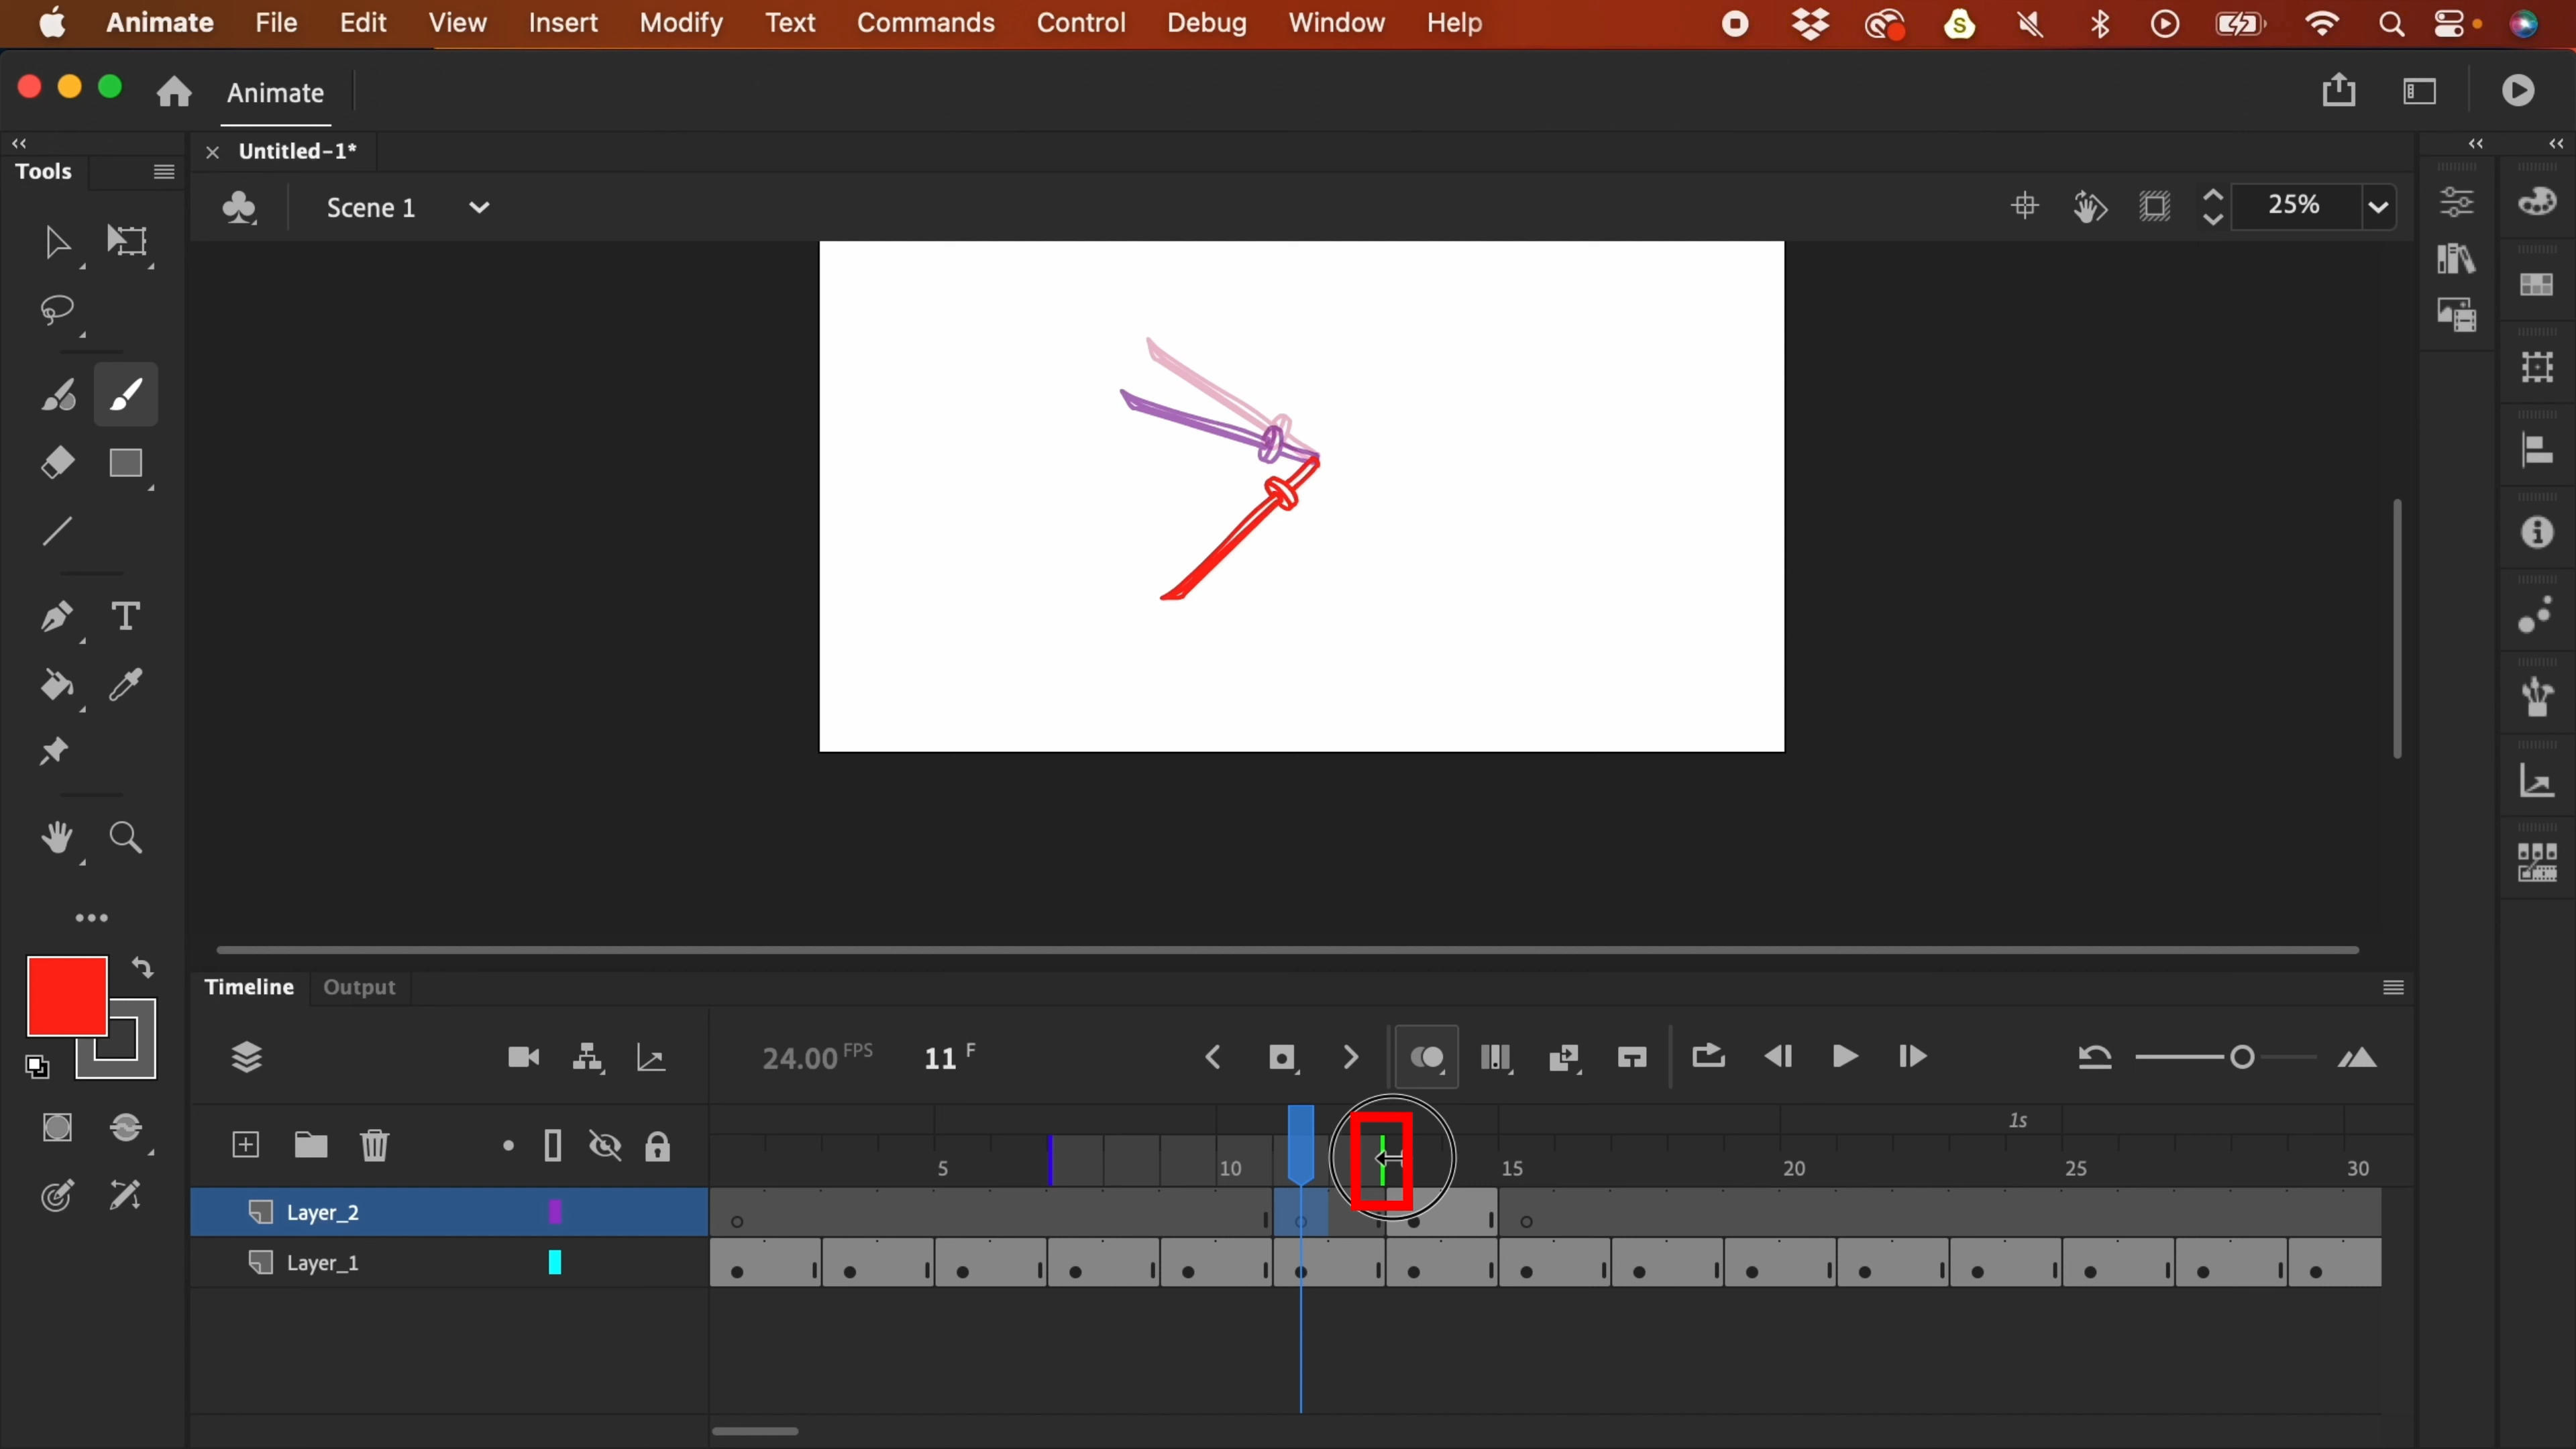 Animate File Edit View Insert Modify Text Commands Control Debug Window Help
Animate
Untitled-1*
Tools
Scene 1
25%
Timeline Output
24.00 FPS 11 F
1s
5 10 15 20 25 30
Layer_2
Layer_1